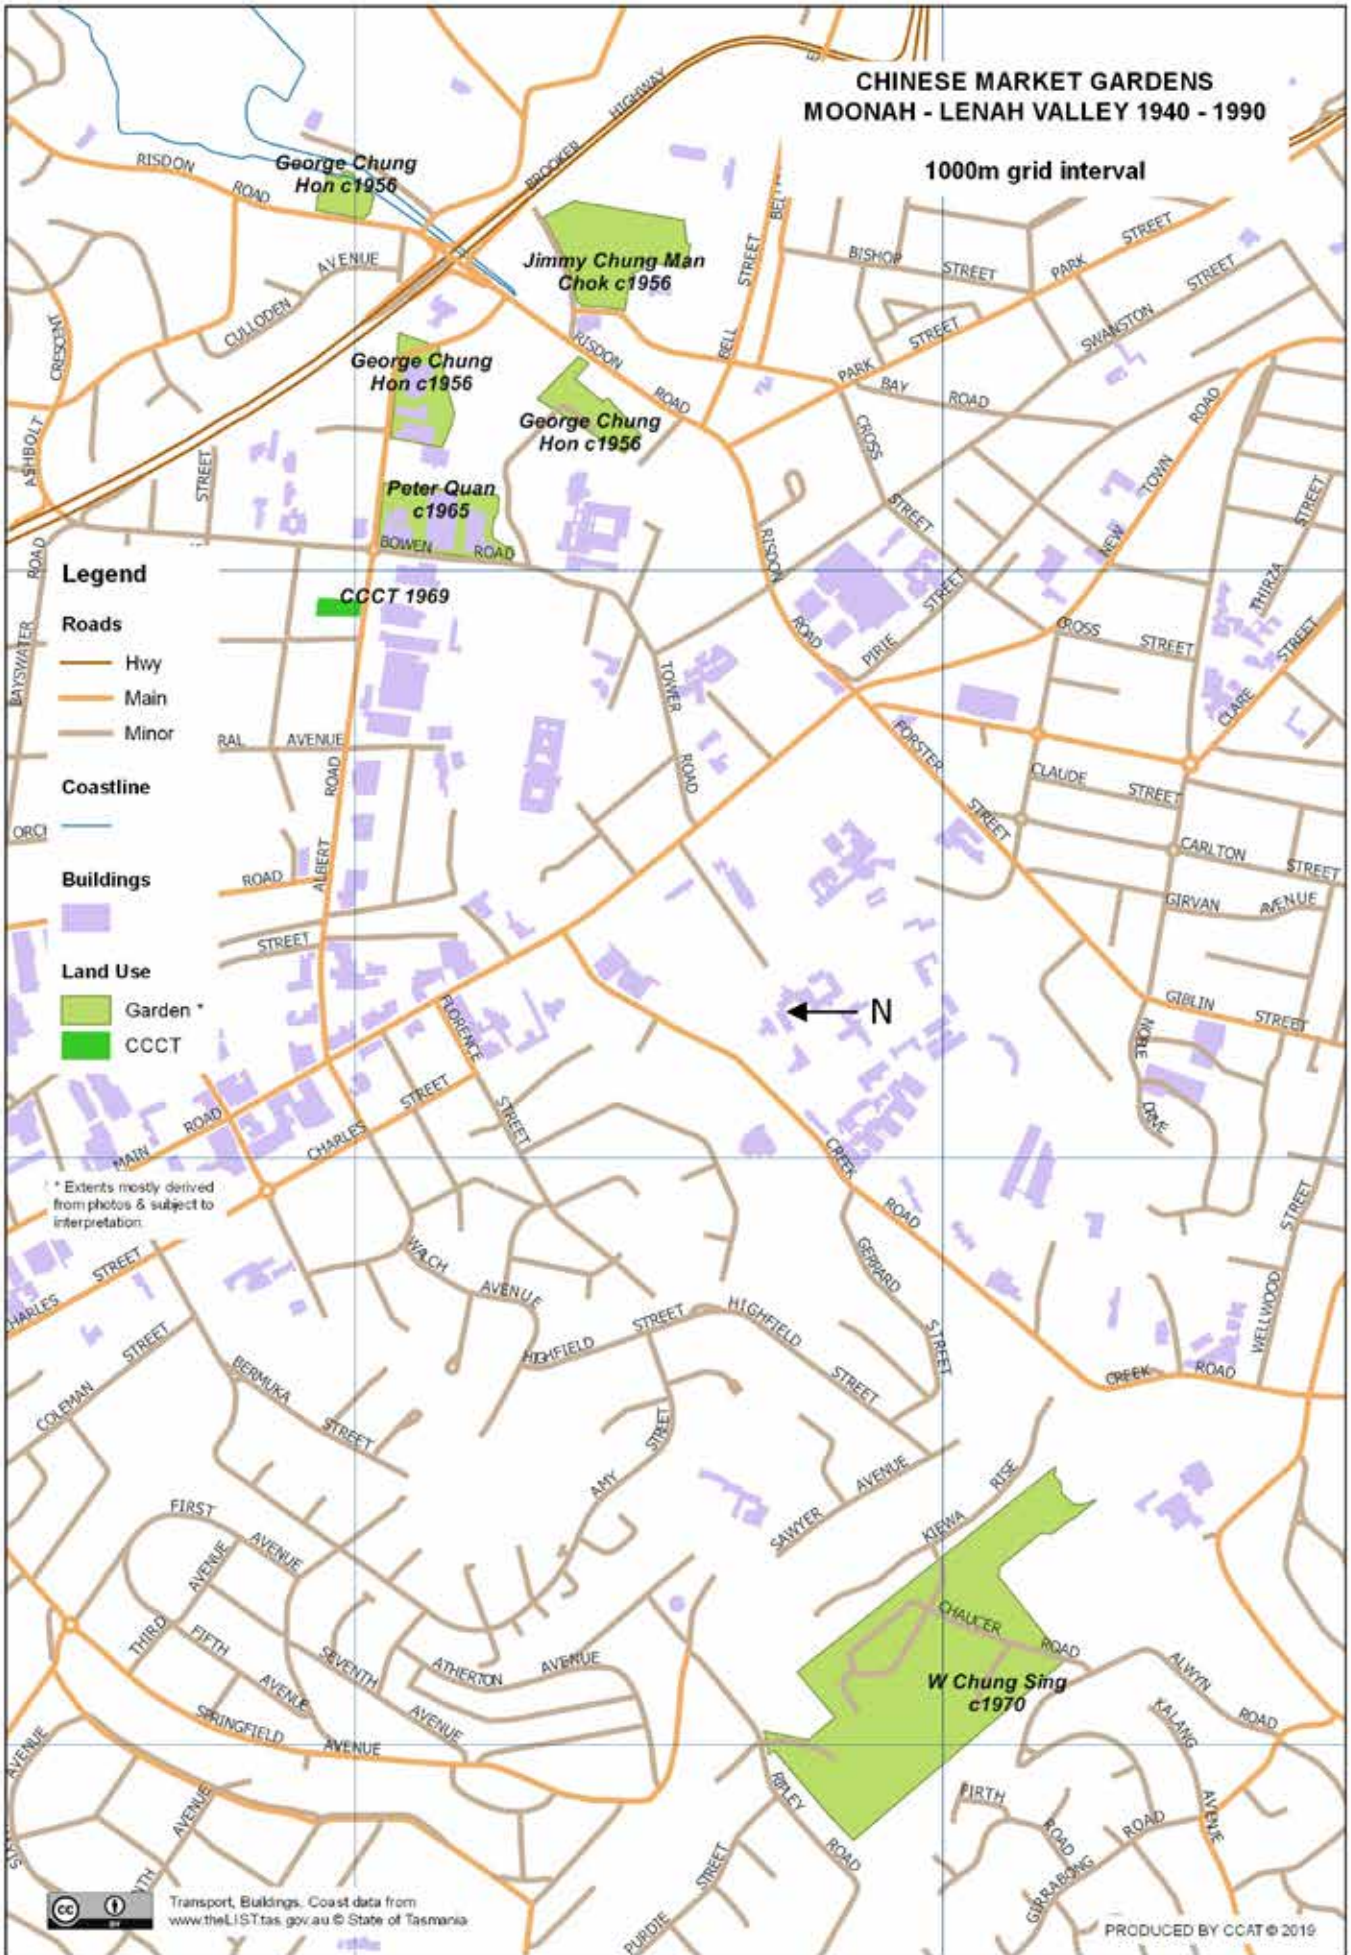 CHINESE MARKET GARDENS
MOONAH - LENAH VALLEY 1940 - 1990
1000m grid interval
HIGHWAY
BROOKER
RISDON
ROAD
George Chung
Hon c1956
AVENUE
CULLODEN
CRESCENT
ASHBOLT
Jimmy Chung Man
Chok c1956
STREET
BELL
BISHOP
STREET
PARK
STREET
STREET
SWANSTON
STREET
PARK
BAY
ROAD
RISDON
ROAD
George Chung
Hon c1956
George Chung
Hon c1956
CROSS
STREET
ROAD
TOWN
NEW
STREET
THIRZA
STREET
Peter Quan
c1965
BOWEN
ROAD
STREET
ROAD
BAYSWATER
CCCT 1969
RISDON
ROAD
STREET
PIRIE
CROSS
STREET
STREET
CLARE
Legend
Roads
Hwy
Main
Minor
Coastline
Buildings
Land Use
Garden *
CCCT
RAL
AVENUE
ROAD
ALBERT
ORCI
ROAD
STREET
TOWER
ROAD
FORSTER
STREET
CLAUDE
STREET
CARLTON
STREET
GIRVAN
AVENUE
GIBLIN
STREET
NOBLE
DRIVE
N
FLORENCE
STREET
STREET
CHARLES
ROAD
MAIN
* Extents mostly derived
from photos & subject to
interpretation.
STREET
HARLES
CREEK
ROAD
GERRARD
STREET
STREET
WELLWOOD
CREEK
ROAD
WALCH
AVENUE
HIGHFIELD
STREET
HIGHFIELD
STREET
STREET
COLEMAN
BERMUKA
STREET
STREET
AMY
SAWYER
AVENUE
RISE
KIEWA
FIRST
AVENUE
AVENUE
THIRD
FIFTH
AVENUE
SEVENTH
AVENUE
ATHERTON
AVENUE
SPRINGFIELD
AVENUE
AVENUE
AVENUE
NTH
CHAUCER
ROAD
W Chung Sing
c1970
ALWYN
ROAD
KALANG
AVENUE
RIPLEY
ROAD
STREET
PURDIE
FIRTH
ROAD
ROAD
GIRRABONG
cc
BY
Transport, Buildings, Coast data from
www.theLIST.tas.gov.au © State of Tasmania
PRODUCED BY CCAT © 2019